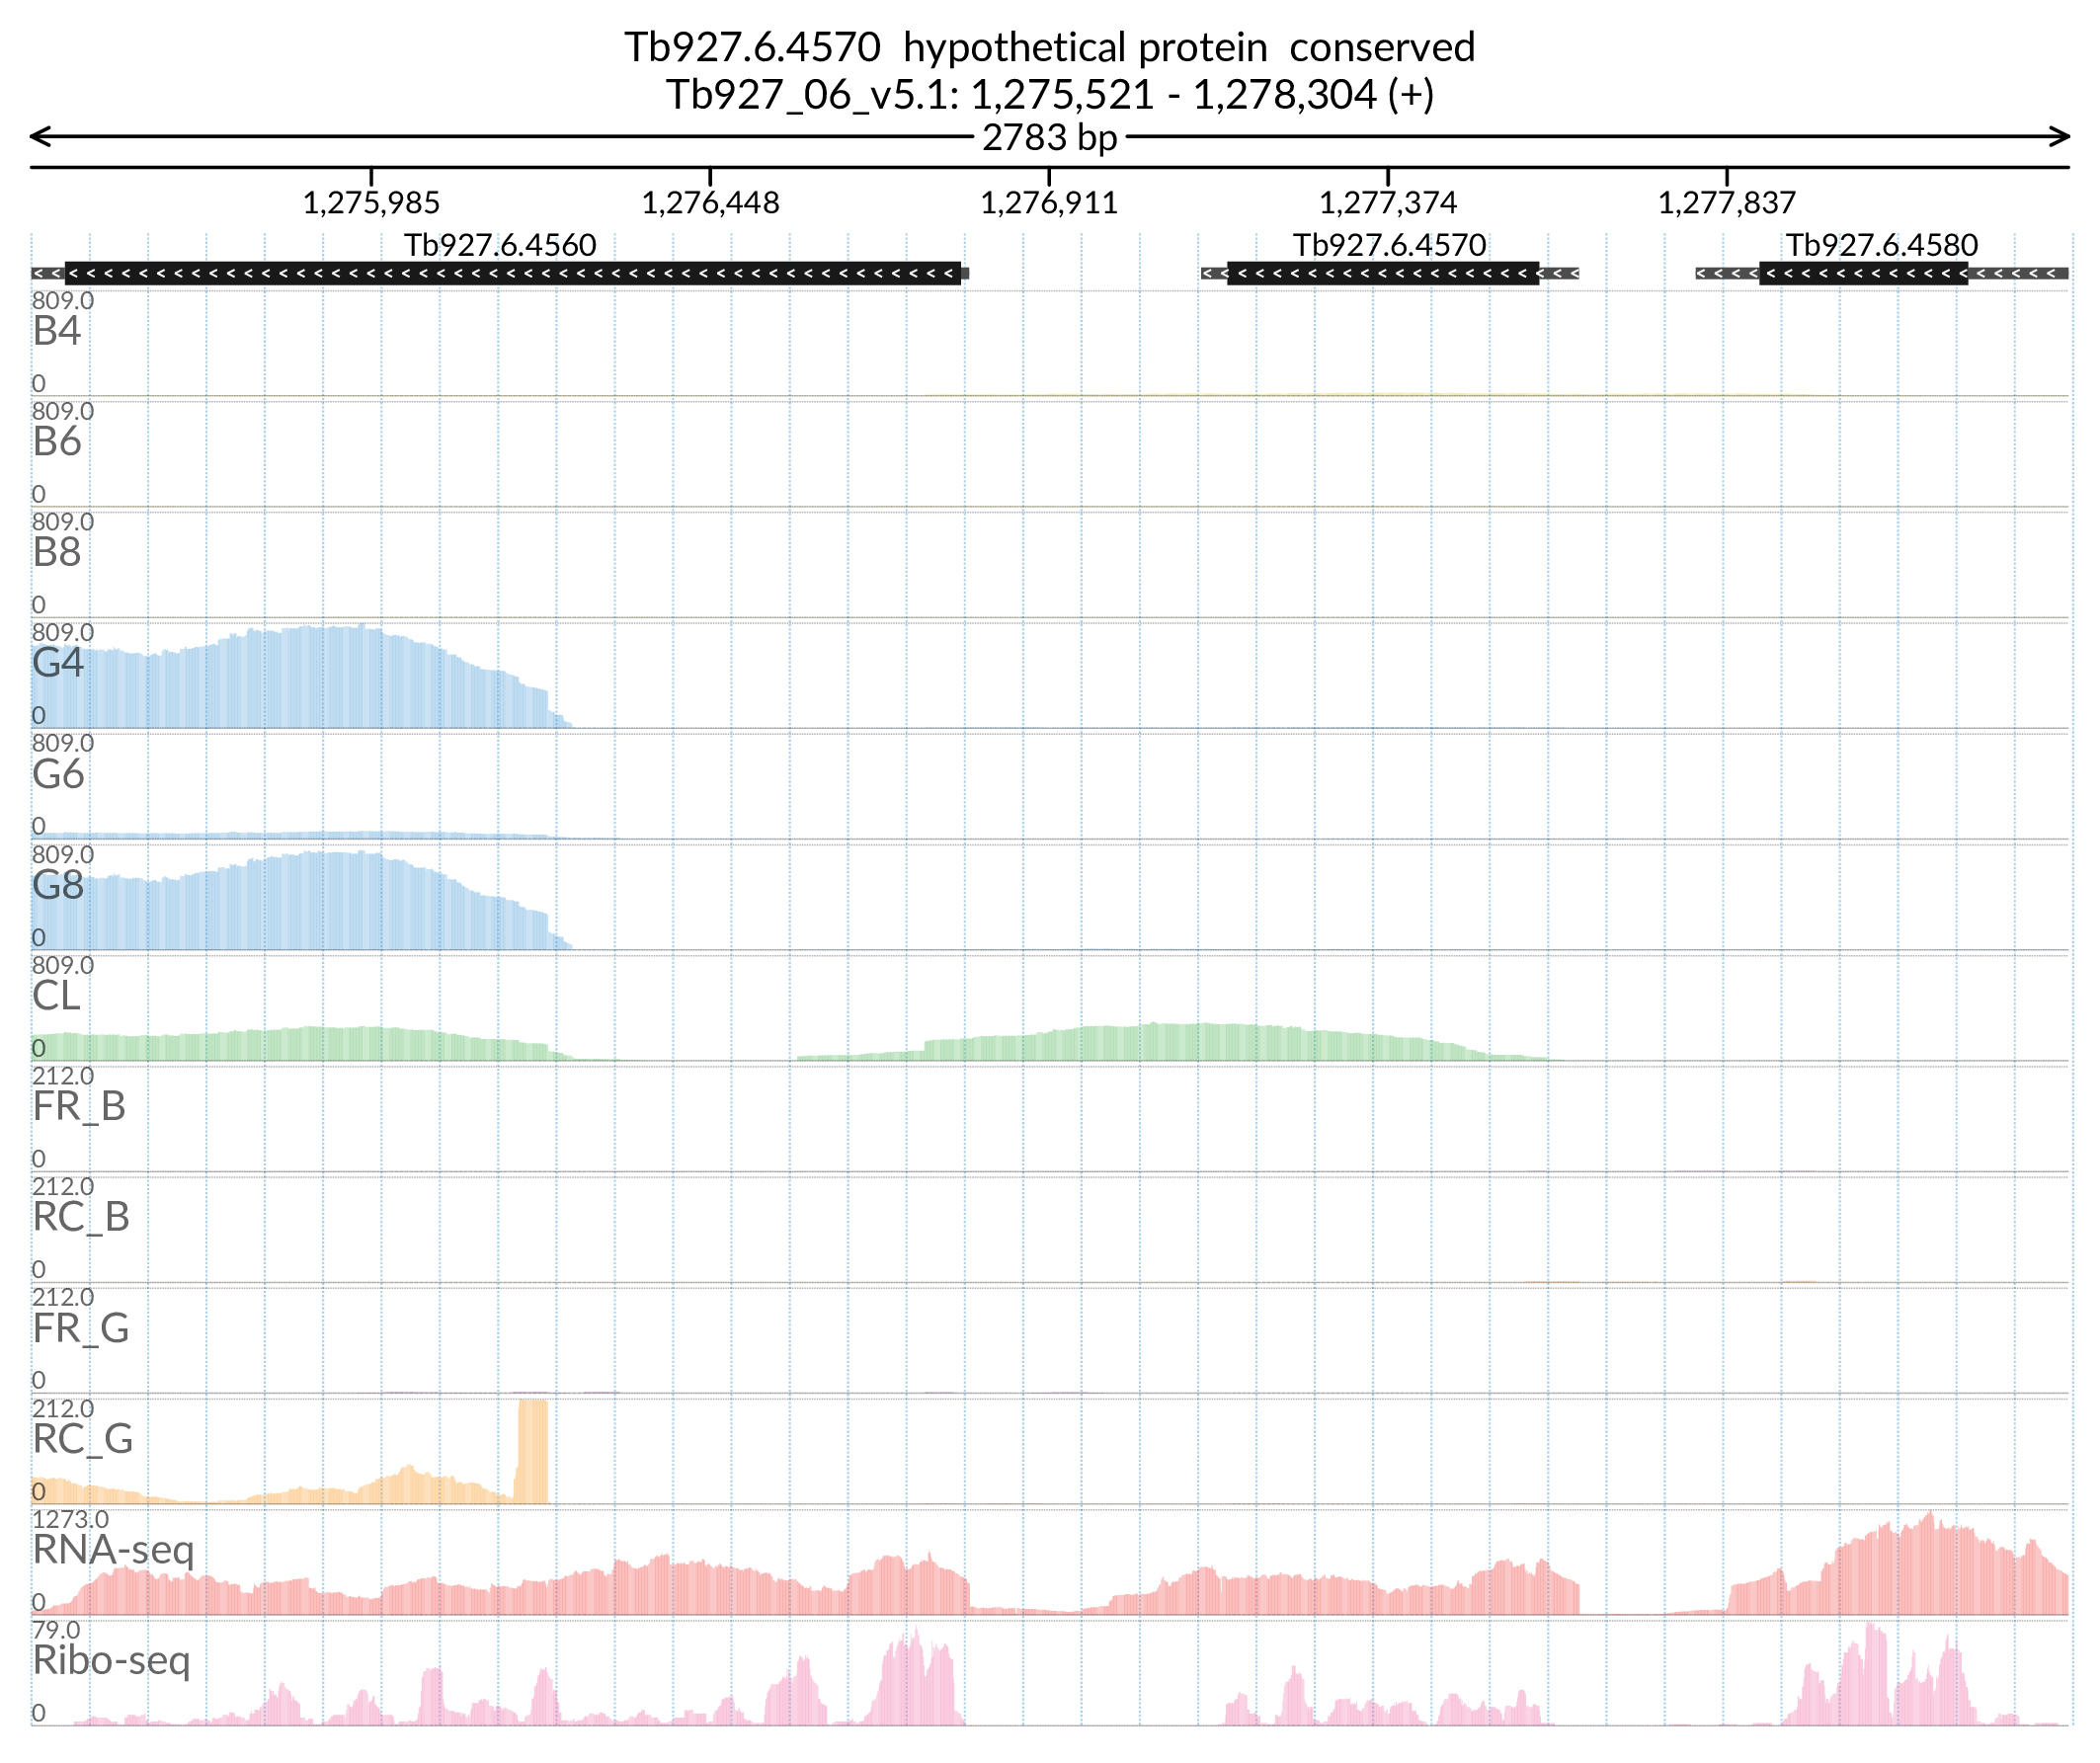 Tb927.6.4570 hypothetical protein conserved
Tb927_06_v5.1: 1,275,521 - 1,278,304 (+)
2783 bp
1,275,985 1,276,448 1,276,911 1,277,374 1,277,837
Tb927.6.4560 Tb927.6.4570 Tb927.6.4580
809.0
B4
0
809.0
B6
0
809.0
B8
0
809.0
G4
0
809.0
G6
0
809.0
G8
0
809.0
CL
0
212.0
FR_B
0
212.0
RC_B
0
212.0
FR_G
0
212.0
RC_G
0
1273.0
RNA-seq
0
79.0
Ribo-seq
0